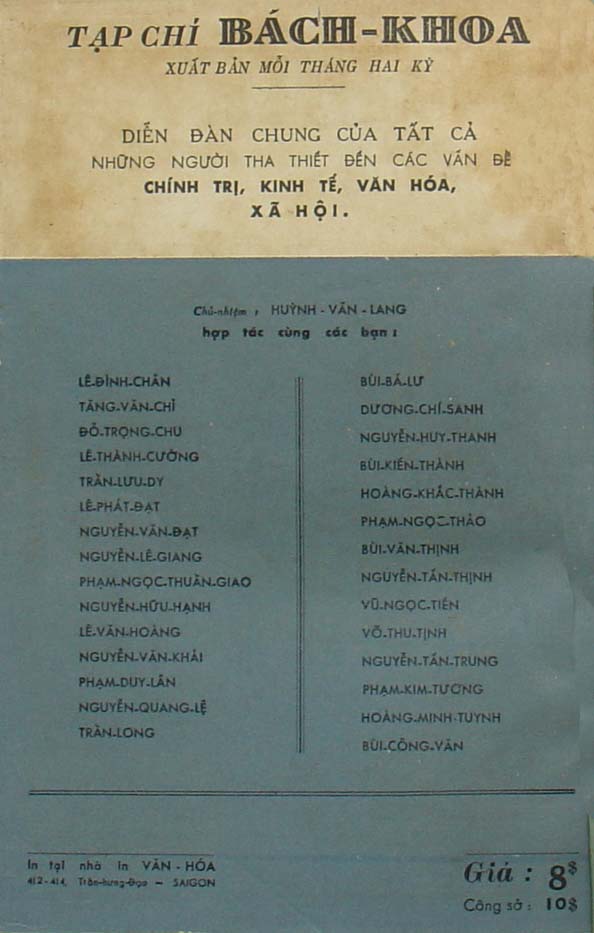 TẠP CHÍ BÁCH-KHOA
XUẤT BẢN MỖI THÁNG HAI KỲ
DIỄN ĐÀN CHUNG CỦA TẤT CẢ
NHỮNG NGƯỜI THA THIẾT ĐẾN CÁC VẤN ĐỀ
CHÍNH TRỊ, KINH TẾ, VĂN HÓA,
XÃ HỘI.
Chủ-nhiệm : HUỲNH - VĂN - LANG
hợp tác cùng các bạn :
LÊ-ĐÌNH-CHÂN
TĂNG-VĂN-CHỈ
ĐỖ-TRỌNG-CHU
LÊ-THÀNH-CƯỜNG
TRẦN-LƯU-DY
LÊ-PHÁT-ĐẠT
NGUYỄN-VĂN-ĐẠT
NGUYỄN-LÊ-GIANG
PHẠM-NGỌC-THUẦN-GIAO
NGUYỄN-HỮU-HẠNH
LÊ-VĂN-HOÀNG
NGUYỄN-VĂN-KHẢI
PHẠM-DUY-LÂN
NGUYỄN-QUANG-LỆ
TRẦN-LONG
BÙI-BÁ-LƯ
DƯƠNG-CHÍ-SANH
NGUYỄN-HUY-THANH
BÙI-KIẾN-THÀNH
HOÀNG-KHẮC-THÀNH
PHẠM-NGỌC-THẢO
BÙI-VĂN-THỊNH
NGUYỄN-TẤN-THỊNH
VŨ-NGỌC-TIẾN
VÕ-THU-TỊNH
NGUYỄN-TẤN-TRUNG
PHẠM-KIM-TƯƠNG
HOÀNG-MINH-TUYNH
BÙI-CÔNG-VĂN
In tại nhà in VĂN - HÓA
412-414, Trần-hưng-Đạo — SAIGON
Giá : 8$
Công sở : 10$